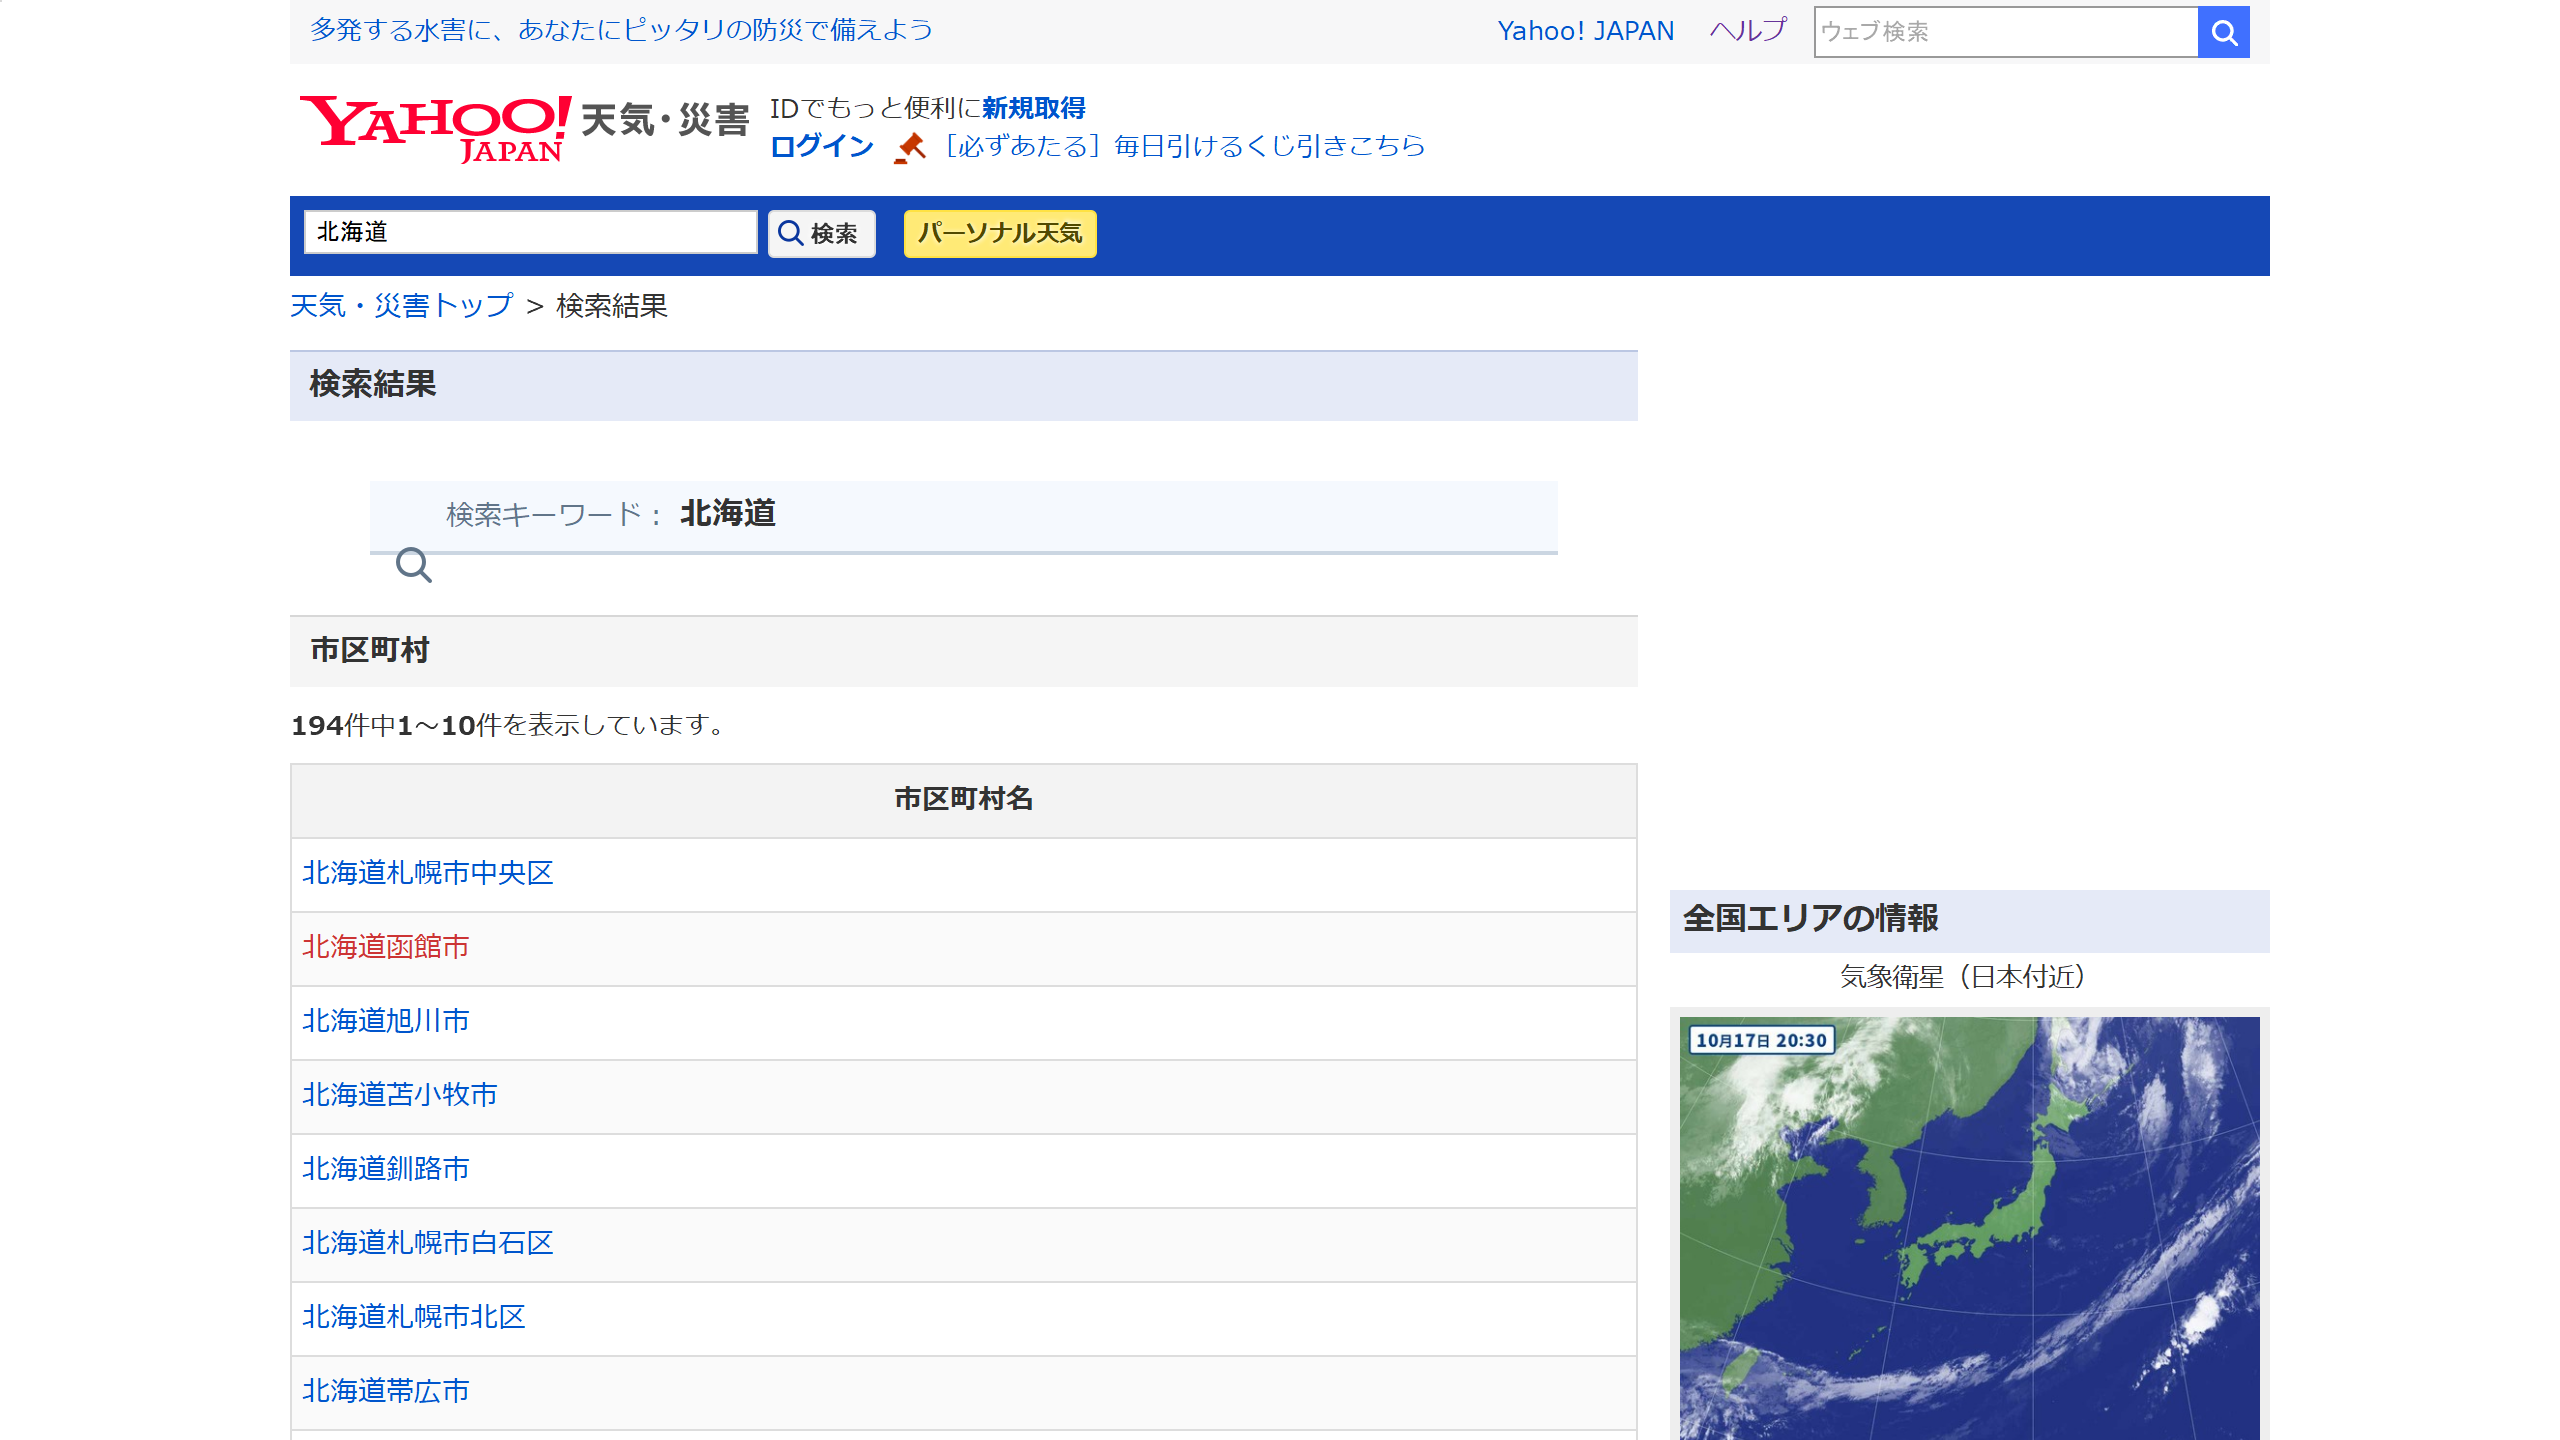 多発する水害に、あなたにピッタリの防災で備えよう
Yahoo! JAPAN ヘルプ ウェブ検索
YAHOO! JAPAN 天気・災害
IDでもっと便利に新規取得
ログイン ［必ずあたる］毎日引けるくじ引きこちら
北海道 検索 パーソナル天気
天気・災害トップ > 検索結果
検索結果
検索キーワード： 北海道
市区町村
194件中1～10件を表示しています。
市区町村名
北海道札幌市中央区
北海道函館市
北海道旭川市
北海道苫小牧市
北海道釧路市
北海道札幌市白石区
北海道札幌市北区
北海道帯広市
全国エリアの情報
気象衛星（日本付近）
10月17日 20:30